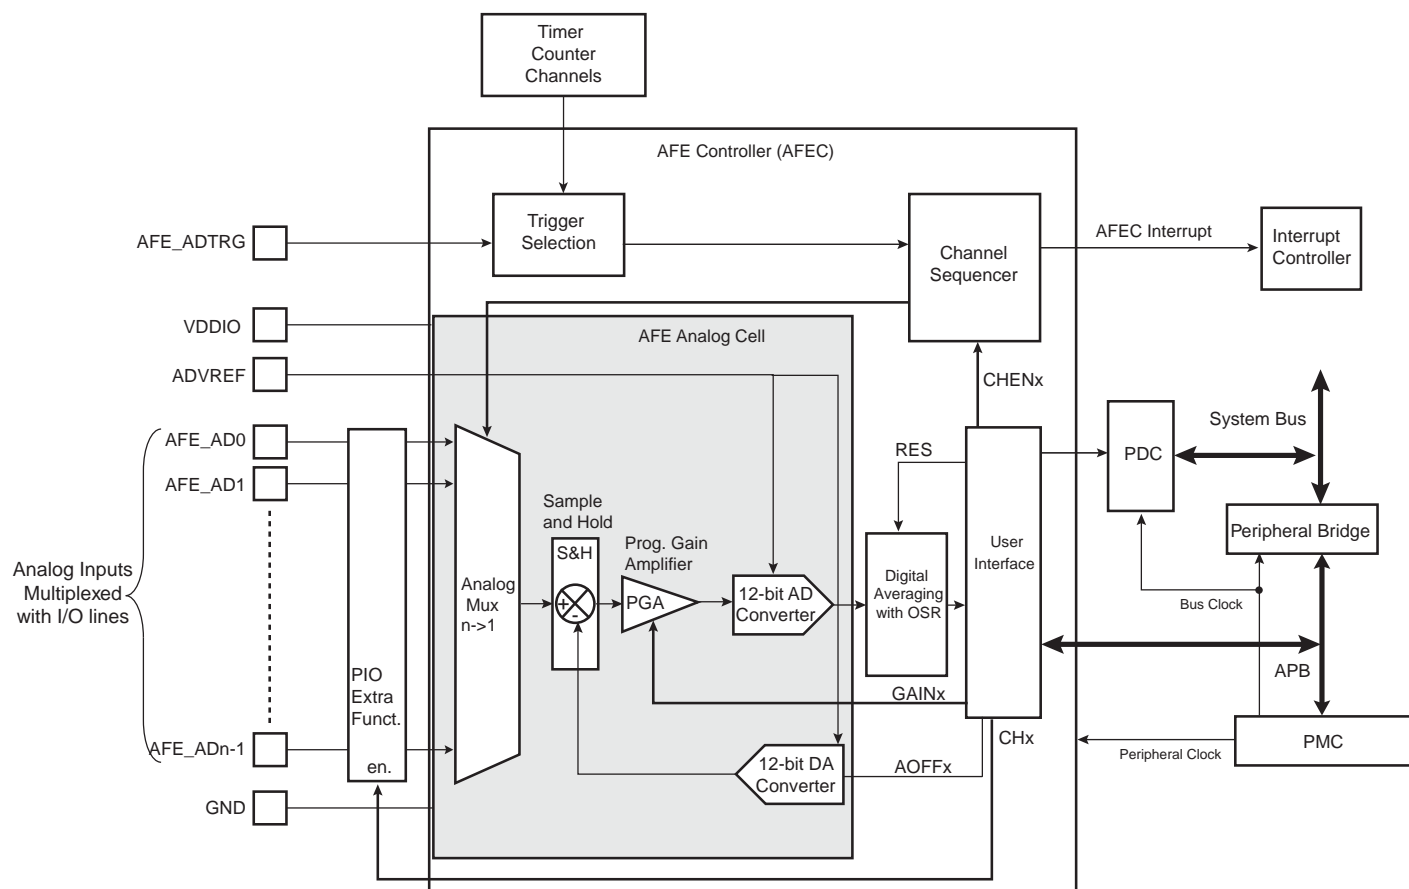 Timer
Counter
Channels
AFE Controller (AFEC)
AFE_ADTRG
Trigger
Selection
Channel
Sequencer
AFEC Interrupt
Interrupt
Controller
VDDIO
AFE Analog Cell
ADVREF
CHENx
System Bus
AFE_AD0
RES
PDC
AFE_AD1
Sample
and Hold
S&H
Prog. Gain
Amplifier
Peripheral Bridge
User
Interface
Analog Inputs
Multiplexed
with I/O lines
Analog
Mux
n->1
+
-
PGA
12-bit AD
Converter
Digital
Averaging
with OSR
Bus Clock
PIO
Extra
Funct.
GAINx
APB
AFE_ADn-1
CHx
Peripheral Clock
PMC
en.
12-bit DA
Converter
AOFFx
GND